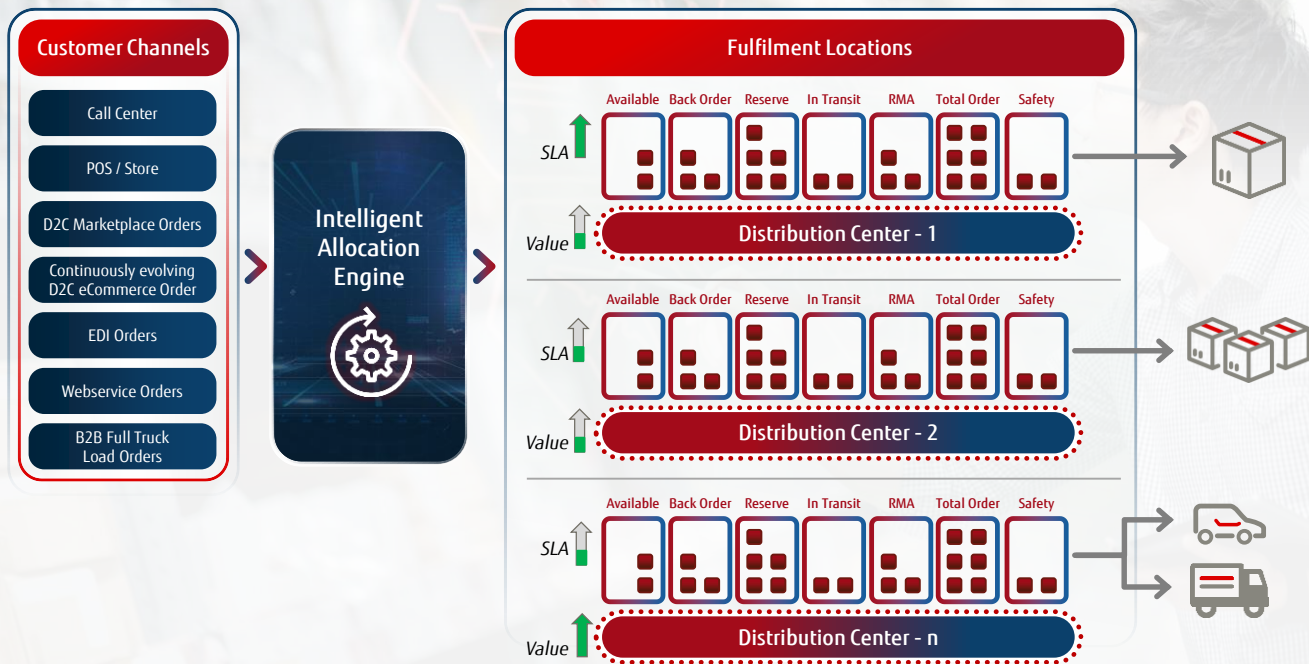 Customer Channels
Call Center
POS / Store
D2C Marketplace Orders
Continuously evolving
D2C eCommerce Order
EDI Orders
Webservice Orders
B2B Full Truck
Load Orders
Intelligent
Allocation
Engine
Fulfilment Locations
Available Back Order Reserve In Transit RMA Total Order Safety
SLA
Value
Distribution Center - 1
Available Back Order Reserve In Transit RMA Total Order Safety
SLA
Value
Distribution Center - 2
Available Back Order Reserve In Transit RMA Total Order Safety
SLA
Value
Distribution Center - n